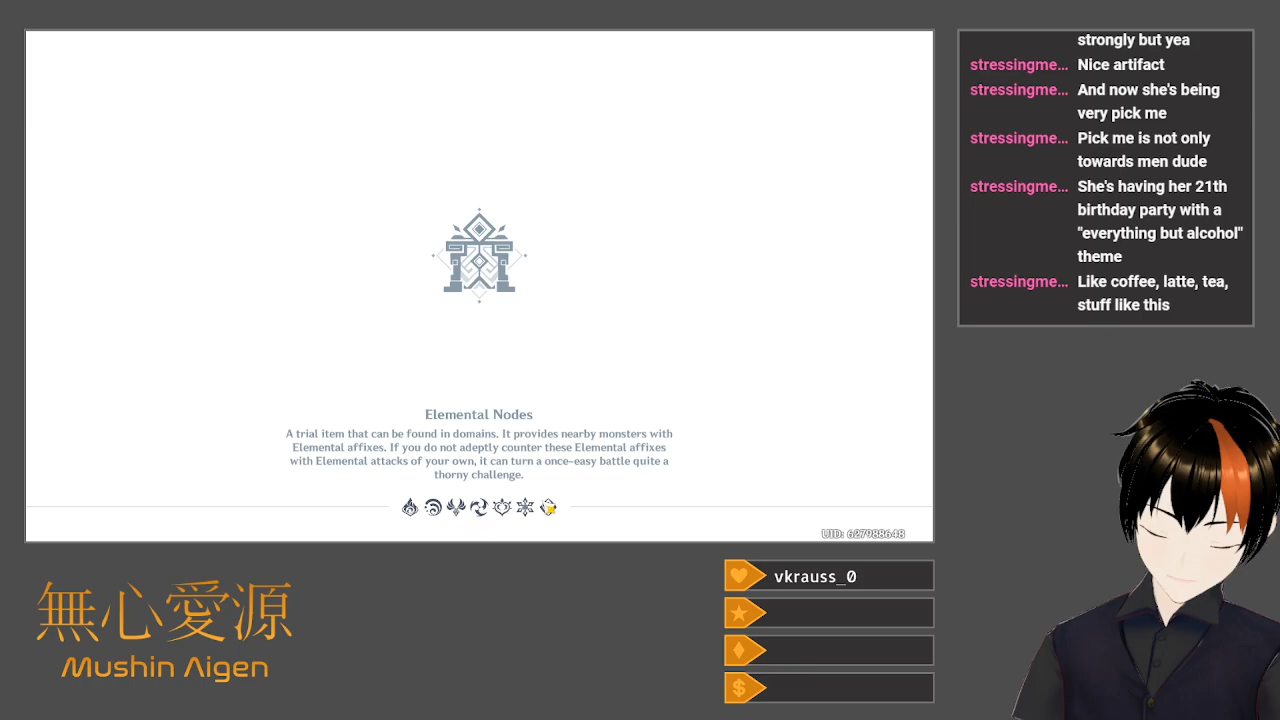 strongly but yea
stressingme... Nice artifact
stressingme... And now she's being
very pick me
stressingme... Pick me is not only
towards men dude
stressingme... She's having her 21th
birthday party with a
"everything but alcohol"
theme
stressingme... Like coffee, latte, tea,
stuff like this
Elemental Nodes
A trial item that can be found in domains. It provides nearby monsters with
Elemental affixes. If you do not adeptly counter these Elemental affixes
with Elemental attacks of your own, it can turn a once-easy battle quite a
thorny challenge.
UID: 627988648
無心愛源
Mushin Aigen
vkrauss_0